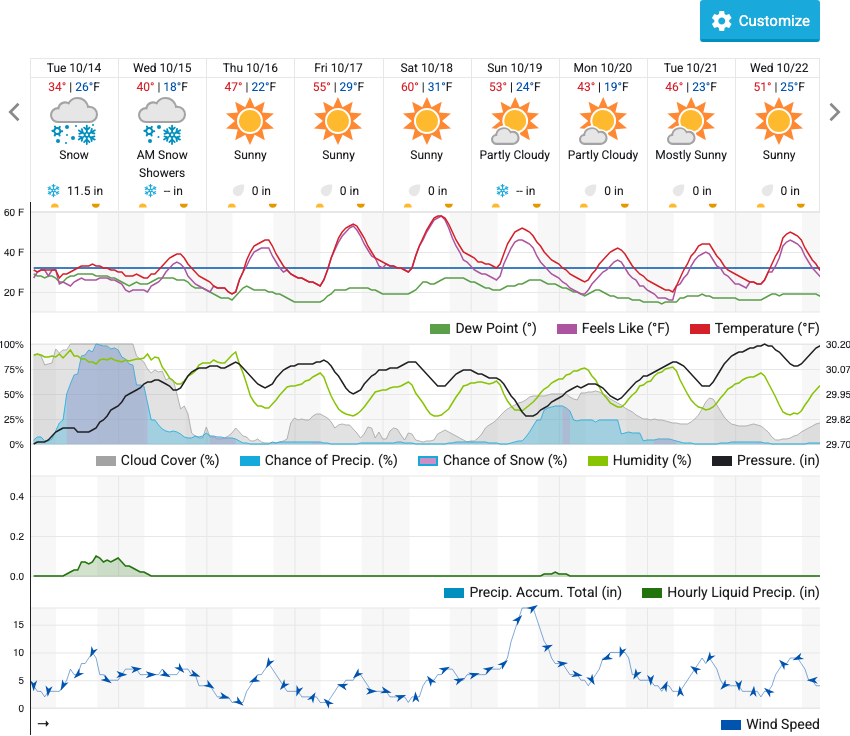 Customize
Tue 10/14 Wed 10/15 Thu 10/16 Fri 10/17 Sat 10/18 Sun 10/19 Mon 10/20 Tue 10/21 Wed 10/22
34° | 26°F 40° | 18°F 47° | 22°F 55° | 29°F 60° | 31°F 53° | 24°F 43° | 19°F 46° | 23°F 51° | 25°F
Snow AM Snow Sunny Sunny Sunny Partly Cloudy Partly Cloudy Mostly Sunny Sunny
Showers
11.5 in -- in 0 in 0 in 0 in -- in 0 in 0 in 0 in
60 F
40 F
20 F
Dew Point (°) Feels Like (°F) Temperature (°F)
100% 30.20
75% 30.07
50% 29.95
25% 29.82
0% 29.70
Cloud Cover (%) Chance of Precip. (%) Chance of Snow (%) Humidity (%) Pressure. (in)
0.4
0.2
0.0
Precip. Accum. Total (in) Hourly Liquid Precip. (in)
15
10
5
0
→
Wind Speed